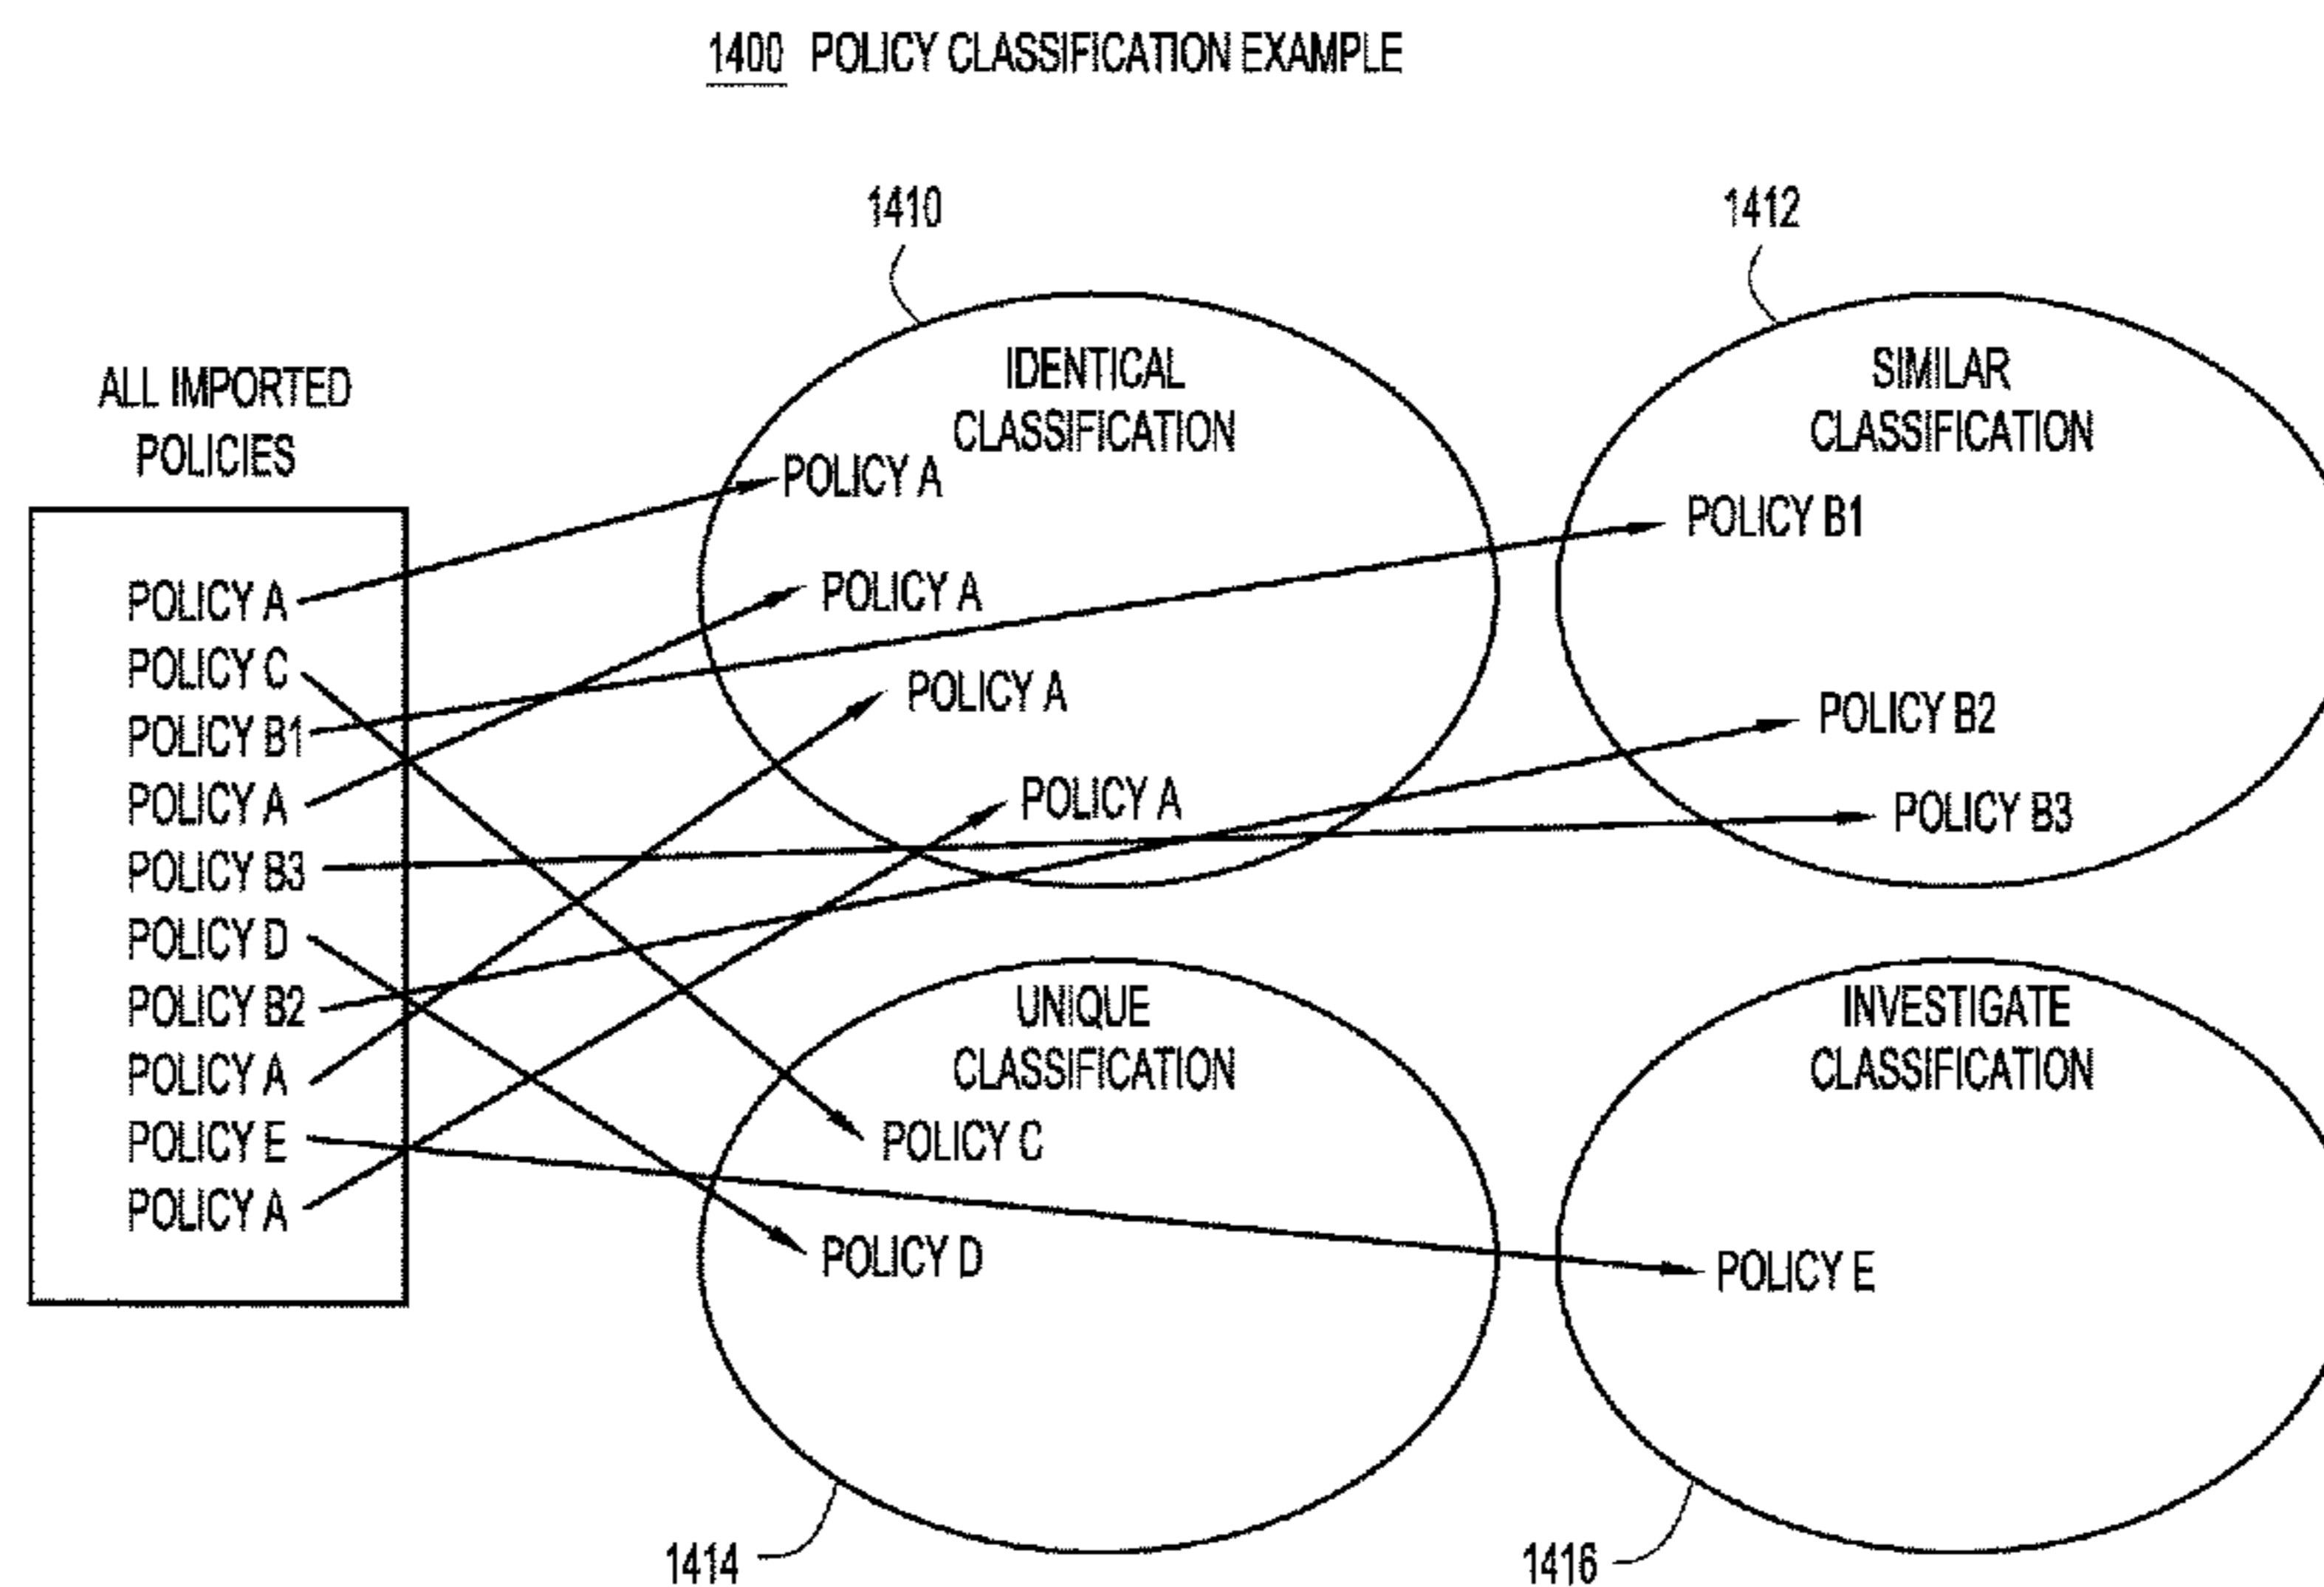 1400 POLICY CLASSIFICATION EXAMPLE
1410
1412
ALL IMPORTED
POLICIES
POLICY A
POLICY C
POLICY B1
POLICY A
POLICY B3
POLICY D
POLICY B2
POLICY A
POLICY E
POLICY A
IDENTICAL
CLASSIFICATION
POLICY A
POLICY A
POLICY A
POLICY A
SIMILAR
CLASSIFICATION
POLICY B1
POLICY B2
POLICY B3
UNIQUE
CLASSIFICATION
POLICY C
POLICY D
INVESTIGATE
CLASSIFICATION
POLICY E
1414
1416